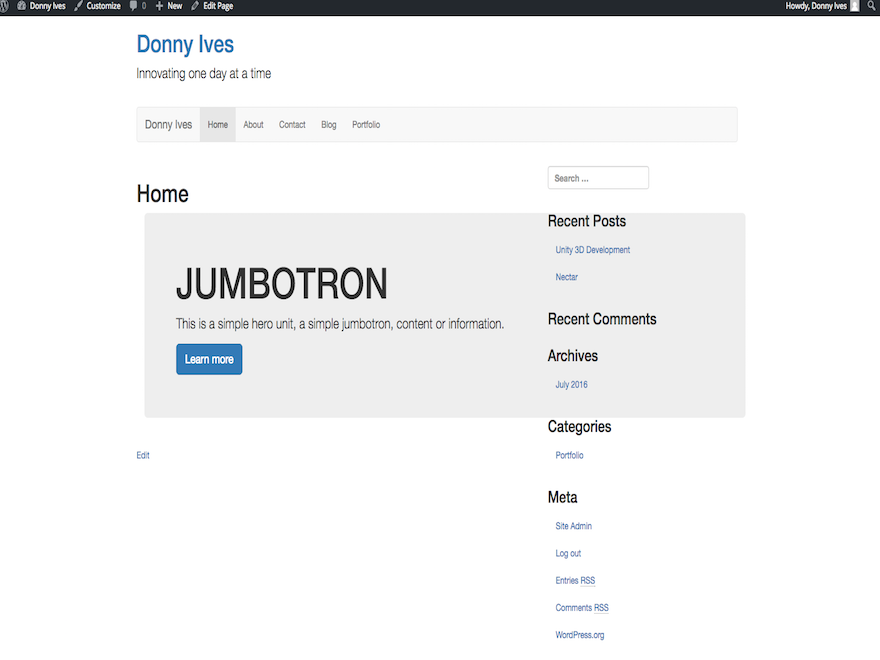 Donny Ives Customize 0 New Edit Page Howdy, Donny Ives
Donny Ives
Innovating one day at a time
Donny Ives Home About Contact Blog Portfolio
Search ...
Home
JUMBOTRON
This is a simple hero unit, a simple jumbotron, content or information.
Learn more
Edit
Recent Posts
Unity 3D Development
Nectar
Recent Comments
Archives
July 2016
Categories
Portfolio
Meta
Site Admin
Log out
Entries RSS
Comments RSS
WordPress.org